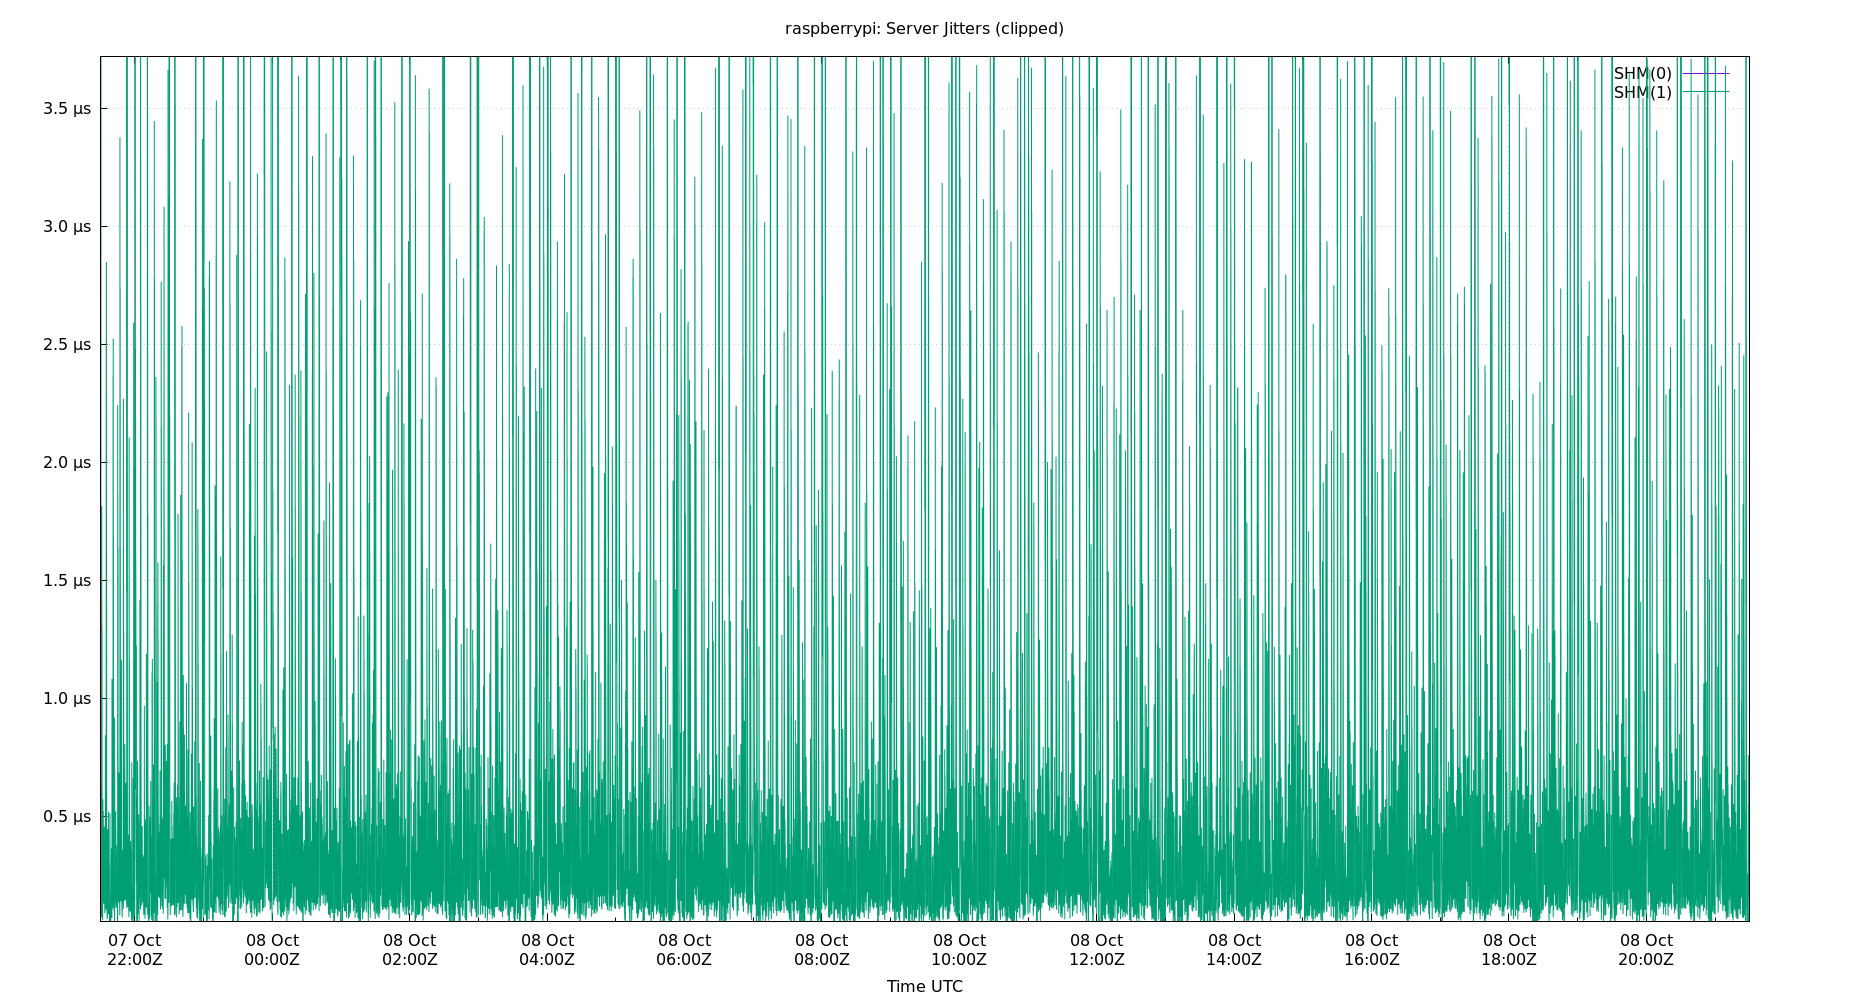 raspberrypi: Server Jitters (clipped)
SHM(0)
SHM(1)
3.5 µs
3.0 µs
2.5 µs
2.0 µs
1.5 µs
1.0 µs
0.5 µs
07 Oct 08 Oct 08 Oct 08 Oct 08 Oct 08 Oct 08 Oct 08 Oct 08 Oct 08 Oct 08 Oct 08 Oct
22:00Z 00:00Z 02:00Z 04:00Z 06:00Z 08:00Z 10:00Z 12:00Z 14:00Z 16:00Z 18:00Z 20:00Z
Time UTC